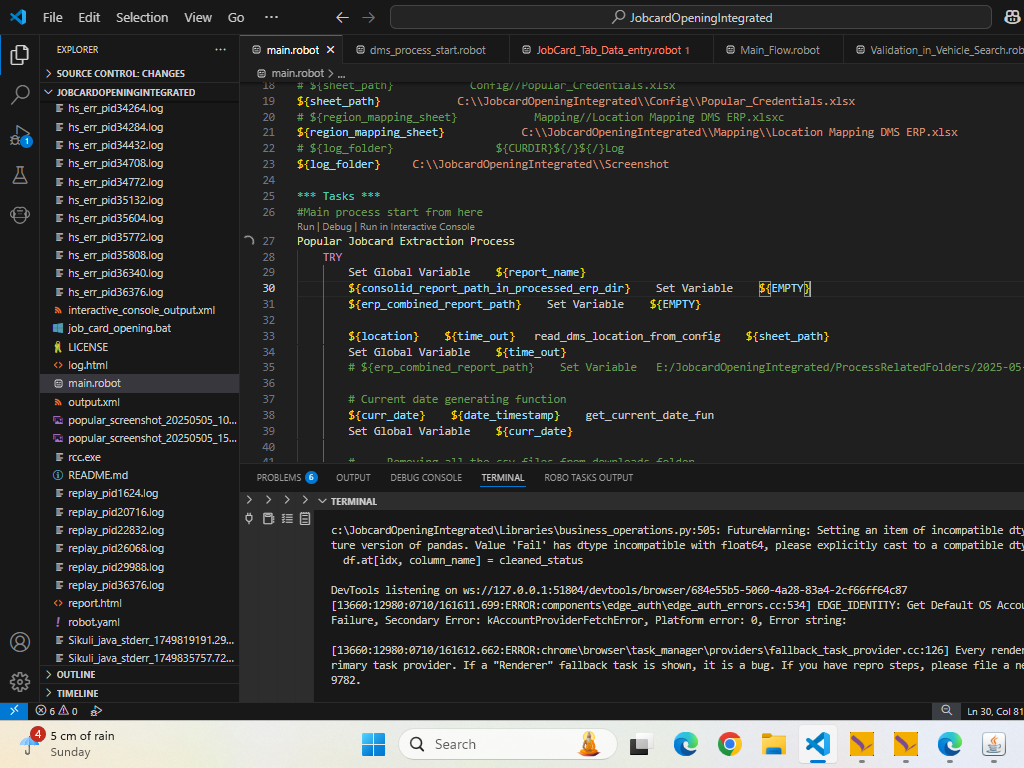 File Edit Selection View Go ··· JobcardOpeningIntegrated
EXPLORER ···
SOURCE CONTROL: CHANGES
JOBCARDOPENINGINTEGRATED
hs_err_pid34264.log
hs_err_pid34284.log
hs_err_pid34432.log
hs_err_pid34708.log
hs_err_pid34772.log
hs_err_pid35132.log
hs_err_pid35604.log
hs_err_pid35772.log
hs_err_pid35808.log
hs_err_pid36340.log
hs_err_pid36376.log
interactive_console_output.xml
job_card_opening.bat
LICENSE
log.html
main.robot
output.xml
popular_screenshot_20250505_10...
popular_screenshot_20250505_15...
rcc.exe
README.md
replay_pid1624.log
replay_pid20716.log
replay_pid22832.log
replay_pid26068.log
replay_pid29988.log
replay_pid36376.log
report.html
robot.yaml
Sikuli_java_stderr_1749819191.29...
Sikuli_java_stderr_1749835757.72...
OUTLINE
TIMELINE
1
main.robot dms_process_start.robot JobCard_Tab_Data_entry.robot 1 Main_Flow.robot Validation_in_Vehicle_Search.rob
main.robot > ...
18 # ${sheet_path} Config//Popular_Credentials.xlsx
19 ${sheet_path} C:\\JobcardOpeningIntegrated\\Config\\Popular_Credentials.xlsx
20 # ${region_mapping_sheet} Mapping//Location Mapping DMS ERP.xlsxc
21 ${region_mapping_sheet} C:\\JobcardOpeningIntegrated\\Mapping\\Location Mapping DMS ERP.xlsx
22 # ${log_folder} ${CURDIR}${/}${/}Log
23 ${log_folder} C:\\JobcardOpeningIntegrated\\Screenshot
24
25 *** Tasks ***
26 #Main process start from here
Run | Debug | Run in Interactive Console
27 Popular Jobcard Extraction Process
28 TRY
29 Set Global Variable ${report_name}
30 ${consolid_report_path_in_processed_erp_dir} Set Variable ${EMPTY}
31 ${erp_combined_report_path} Set Variable ${EMPTY}
32
33 ${location} ${time_out} read_dms_location_from_config ${sheet_path}
34 Set Global Variable ${time_out}
35 # ${erp_combined_report_path} Set Variable E:/JobcardOpeningIntegrated/ProcessRelatedFolders/2025-05-
36
37 # Current date generating function
38 ${curr_date} ${date_timestamp} get_current_date_fun
39 Set Global Variable ${curr_date}
40
41 # Removing all the csv files from downloads folder
PROBLEMS 6 OUTPUT DEBUG CONSOLE TERMINAL ROBO TASKS OUTPUT
TERMINAL
c:\JobcardOpeningIntegrated\Libraries\business_operations.py:505: FutureWarning: Setting an item of incompatible dty
ture version of pandas. Value 'Fail' has dtype incompatible with float64, please explicitly cast to a compatible dty
df.at[idx, column_name] = cleaned_status
DevTools listening on ws://127.0.0.1:51804/devtools/browser/684e55b5-5060-4a28-83a4-2cf66ff64c87
[13660:12980:0710/161611.699:ERROR:components\edge_auth\edge_auth_errors.cc:534] EDGE_IDENTITY: Get Default OS Accou
Failure, Secondary Error: kAccountProviderFetchError, Platform error: 0, Error string:
[13660:12980:0710/161612.662:ERROR:chrome\browser\task_manager\providers\fallback_task_provider.cc:126] Every render
rimary task provider. If a "Renderer" fallback task is shown, it is a bug. If you have repro steps, please file a ne
9782.
6 0 Ln 30, Col 81
4
5 cm of rain
Sunday
Search